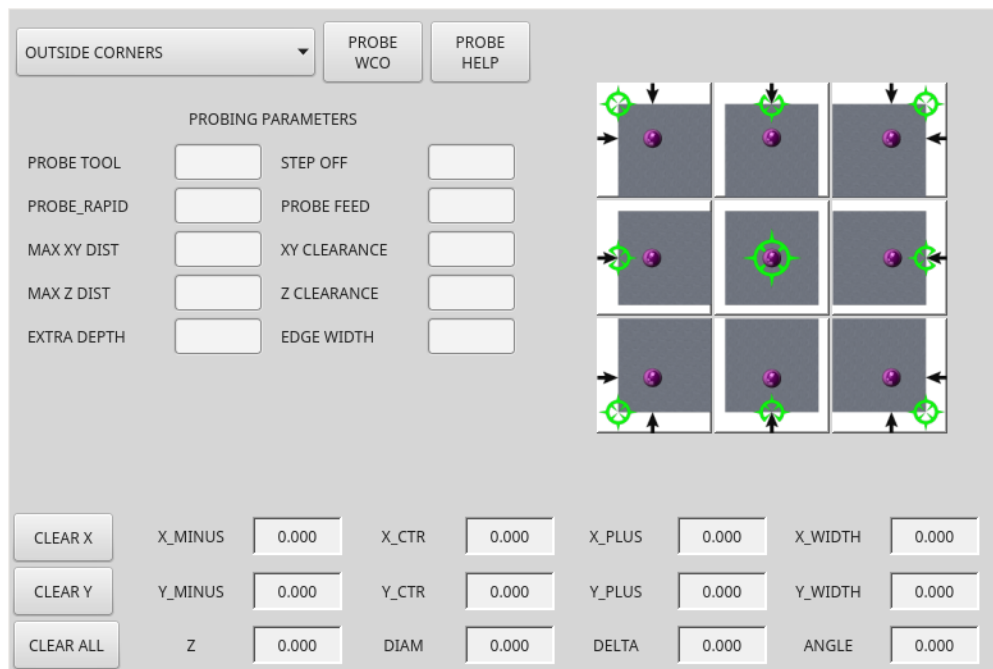 OUTSIDE CORNERS
PROBE
WCO
PROBE
HELP
PROBING PARAMETERS
PROBE TOOL
STEP OFF
PROBE_RAPID
PROBE FEED
MAX XY DIST
XY CLEARANCE
MAX Z DIST
Z CLEARANCE
EXTRA DEPTH
EDGE WIDTH
CLEAR X
X_MINUS 0.000
X_CTR 0.000
X_PLUS 0.000
X_WIDTH 0.000
CLEAR Y
Y_MINUS 0.000
Y_CTR 0.000
Y_PLUS 0.000
Y_WIDTH 0.000
CLEAR ALL
Z 0.000
DIAM 0.000
DELTA 0.000
ANGLE 0.000